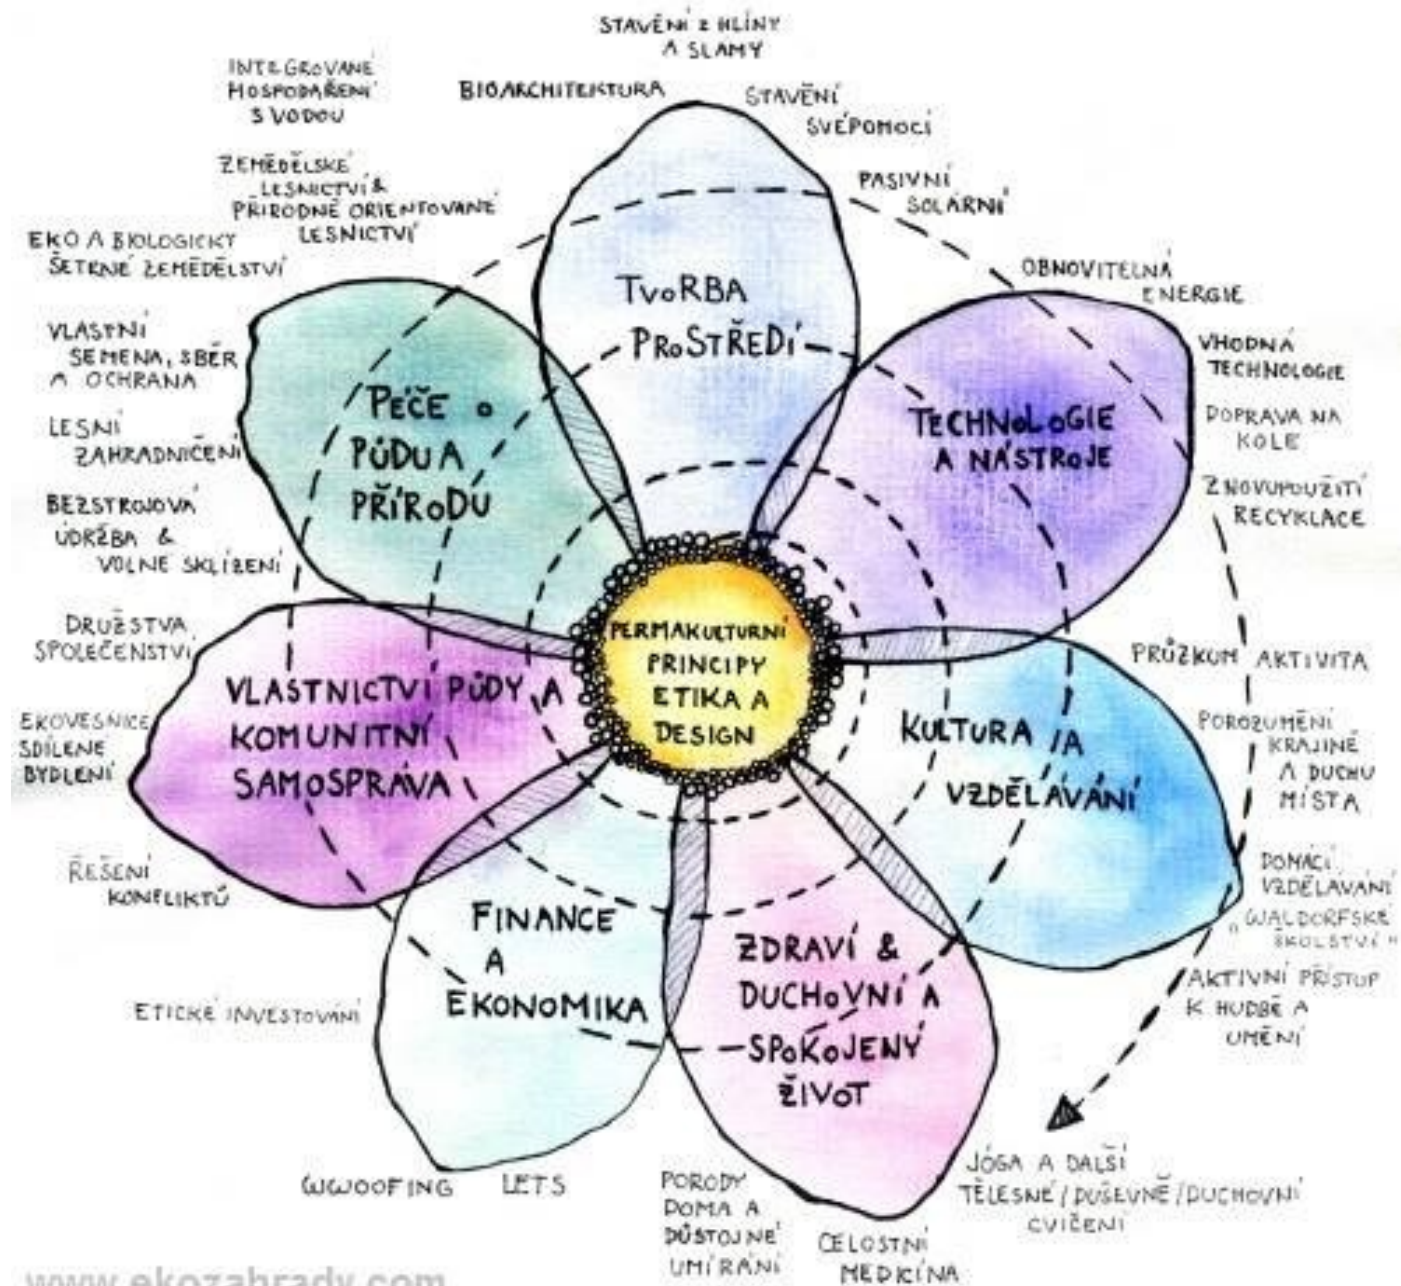 STAVĚNÍ Z HLÍNY
A SLAMY
BIOARCHITEKTURA
STAVĚNÍ
SVÉPOMOCÍ
PASIVNÍ
SOLÁRNÍ
INTEGROVANÉ
HOSPODAŘENÍ
S VODOU
ZEMĚDĚLSKÉ
LESNICTVÍ &
PŘÍRODNĚ ORIENTOVANÉ
LESNICTVÍ
EKO A BIOLOGICKY
ŠETRNÉ ZEMĚDĚLSTVÍ
VLASTNÍ
SEMENA, SBĚR
A OCHRANA
LESNÍ
ZAHRADNIČENÍ
BEZSTROJOVÁ
ÚDRŽBA &
VOLNÉ SKLÍZENÍ
TVORBA
PROSTŘEDÍ
PÉČE O
PŮDU A
PŘÍRODU
OBNOVITELNÁ
ENERGIE
VHODNÁ
TECHNOLOGIE
DOPRAVA NA
KOLE
ZNOVUPOUŽITÍ
RECYKLACE
TECHNOLOGIE
A NÁSTROJE
PERMAKULTURNÍ
PRINCIPY
ETIKA A
DESIGN
DRUŽSTVA
SPOLEČENSTVÍ
EKOVESNICE
SDÍLENÉ
BYDLENÍ
ŘEŠENÍ
KONFLIKTŮ
VLASTNICTVÍ PŮDY A
KOMUNITNÍ
SAMOSPRÁVA
KULTURA A
VZDĚLÁVÁNÍ
PRŮZKUM AKTIVITA
POROZUMĚNÍ
KRAJINĚ
A DUCHU
MÍSTA
DOMÁCÍ
VZDĚLÁVÁNÍ
„WALDORFSKÉ
ŠKOLSTVÍ“
AKTIVNÍ PŘÍSTUP
K HUDBĚ A
UMĚNÍ
FINANCE
A
EKONOMIKA
ETICKÉ INVESTOVÁNÍ
WWOOFING
LETS
ZDRAVÍ &
DUCHOVNÍ A
SPOKOJENÝ
ŽIVOT
PORODY
DOMA A
DŮSTOJNÉ
UMÍRÁNÍ
CELOSTNÍ
MEDICÍNA
JÓGA A DALŠÍ
TĚLESNÉ/DUŠEVNĚ/DUCHOVNÍ
CVIČENÍ
www.ekozahrady.com